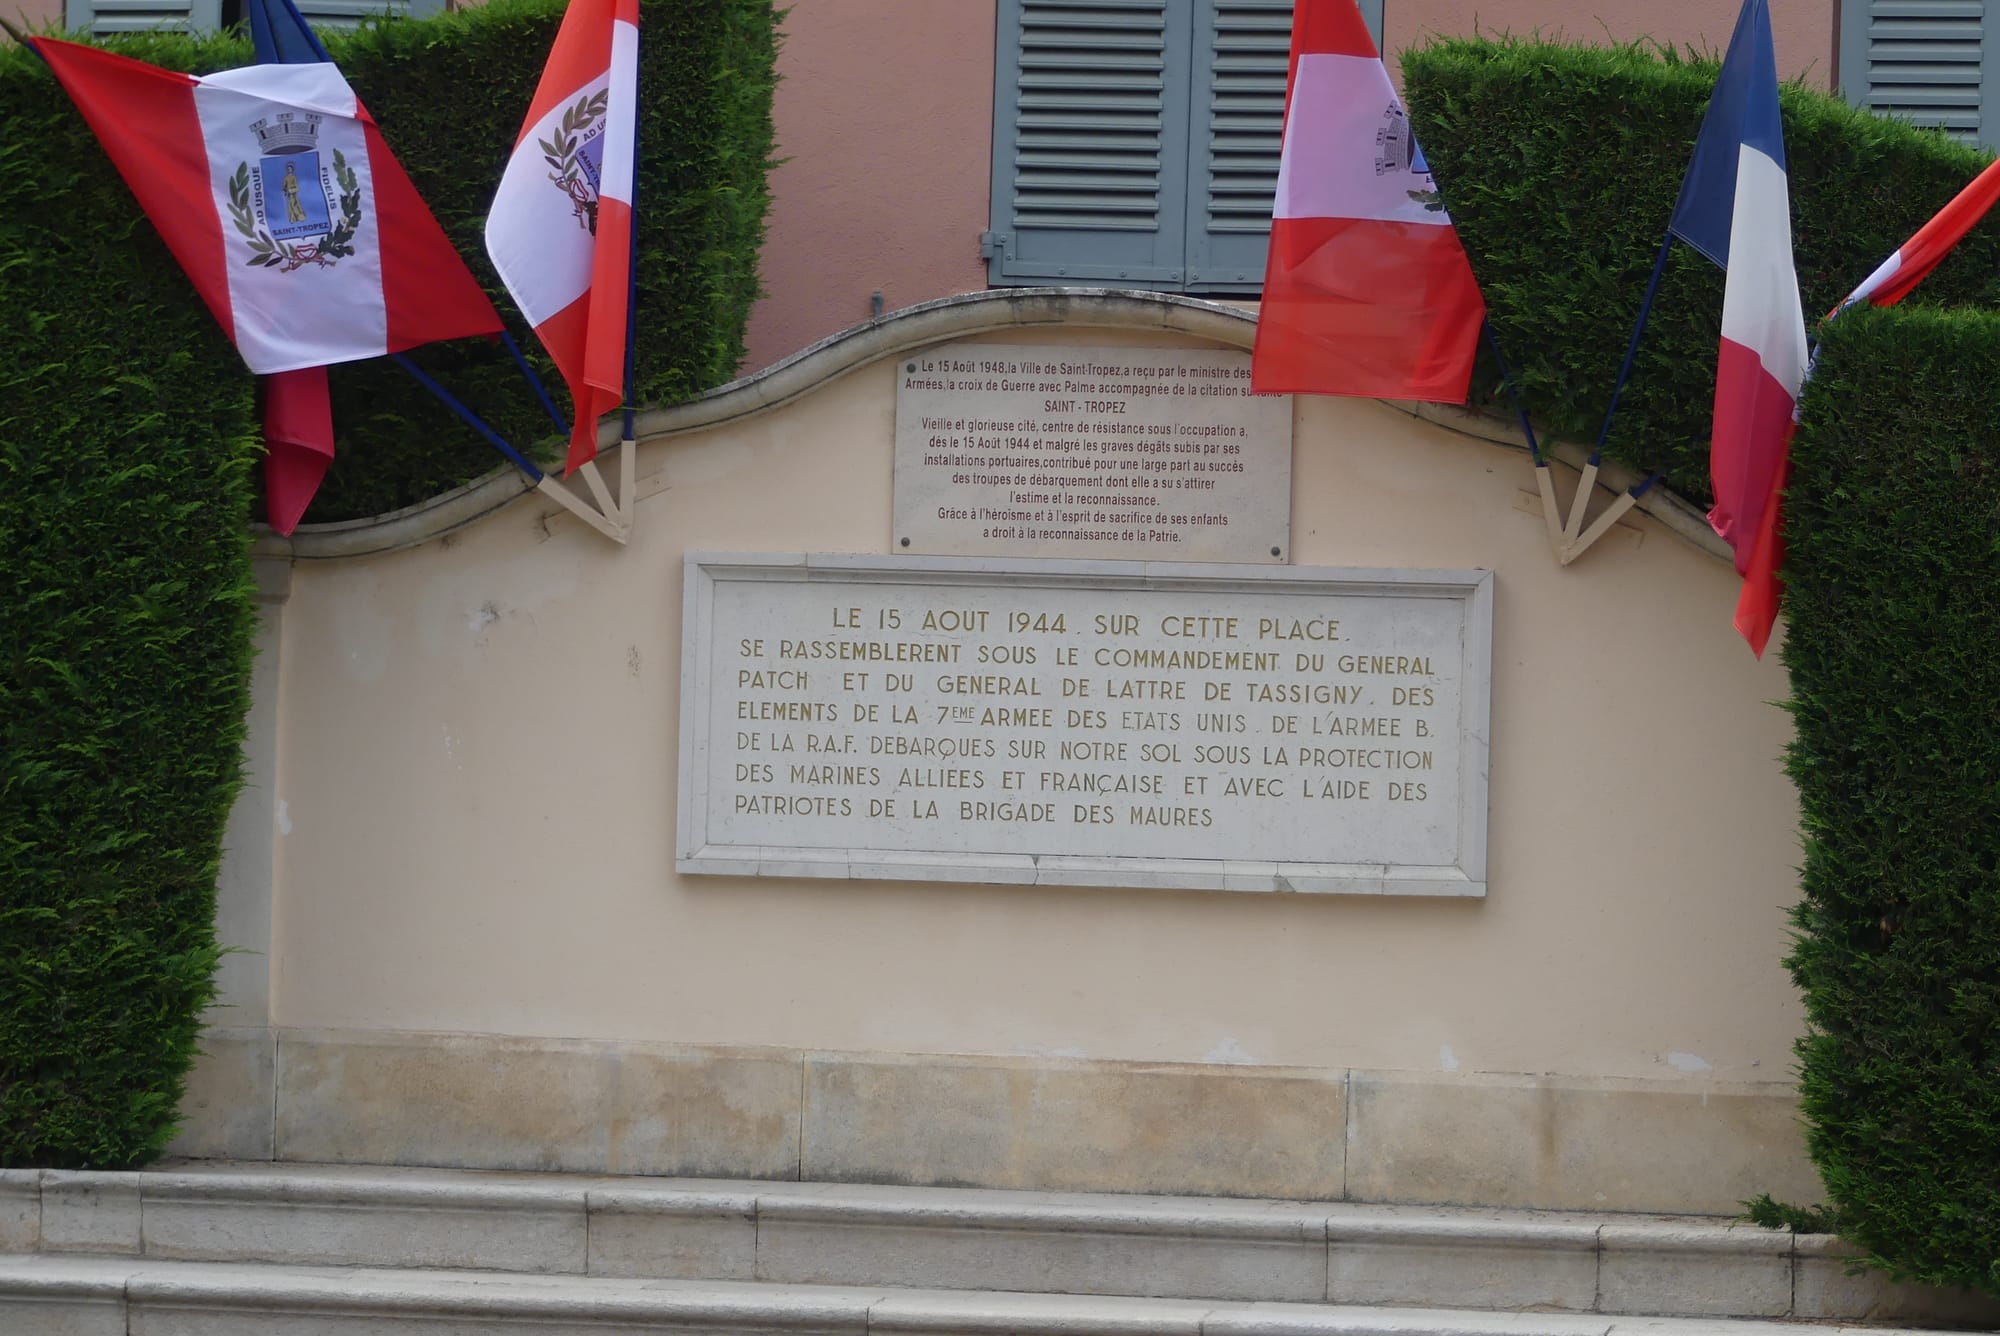 AD USQUE
FIDELIS
SAINT-TROPEZ
AD US
SAINT-T
Le 15 Août 1948,la Ville de Saint-Tropez,a reçu par le ministre des
Armées,la croix de Guerre avec Palme accompagnée de la citation
SAINT - TROPEZ
Vieille et glorieuse cité, centre de résistance sous l'occupation a,
dés le 15 Août 1944 et malgré les graves dégâts subis par ses
installations portuaires,contribué pour une large part au succès
des troupes de débarquement dont elle a su s'attirer
l'estime et la reconnaissance.
Grâce à l'héroïsme et à l'esprit de sacrifice de ses enfants
a droit à la reconnaissance de la Patrie.
LE 15 AOUT 1944 . SUR CETTE PLACE.
SE RASSEMBLERENT SOUS LE COMMANDEMENT DU GENERAL
PATCH ET DU GENERAL DE LATTRE DE TASSIGNY . DES
ELEMENTS DE LA 7EME ARMEE DES ETATS UNIS . DE L'ARMEE B.
DE LA R.A.F. DEBARQUES SUR NOTRE SOL SOUS LA PROTECTION
DES MARINES ALLIEES ET FRANÇAISE ET AVEC L'AIDE DES
PATRIOTES DE LA BRIGADE DES MAURES